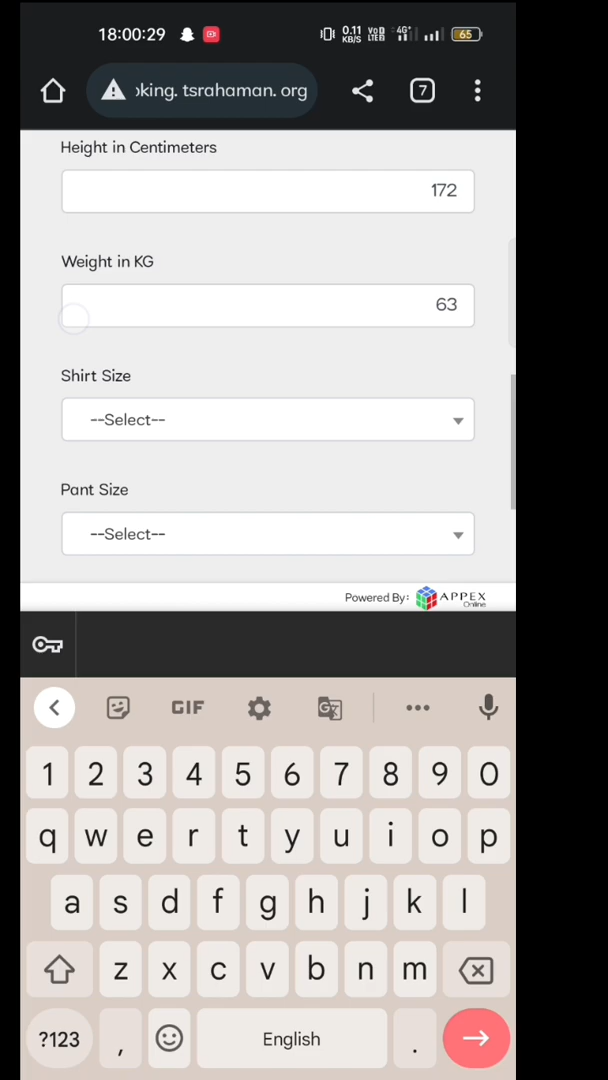 18:00:29 0.11 KB/S VoD LTEB 4G+ 65
oking. tsrahaman. org 7
Height in Centimeters
172
Weight in KG
63
Shirt Size
--Select--
Pant Size
--Select--
Powered By: APPEX Online
GIF
1 2 3 4 5 6 7 8 9 0
q w e r t y u i o p
a s d f g h j k l
z x c v b n m
?123 , English .